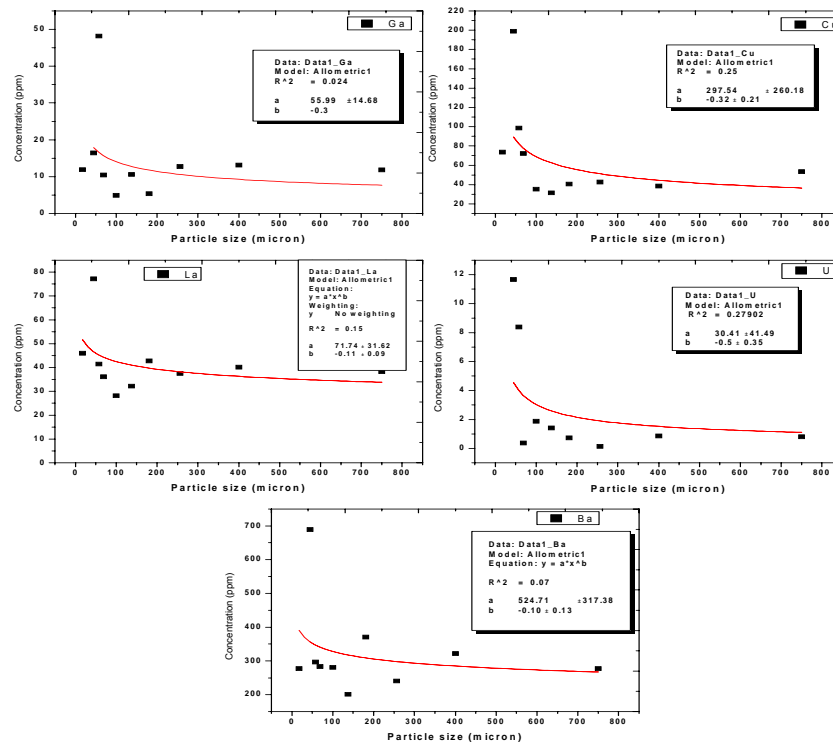 Ga
Data: Data1_Ga
Model: Allometric1
R^2 = 0.024
a 55.99 ±14.68
b -0.3
Concentration (ppm)
50
40
30
20
10
0
0 100 200 300 400 500 600 700 800
Particle size (micron)
Cu
Data: Data1_Cu
Model: Allometric1
R^2 = 0.25
a 297.54 ±260.18
b -0.32 ± 0.21
Concentration (ppm)
220
200
180
160
140
120
100
80
60
40
20
0
0 100 200 300 400 500 600 700 800
Particle size (micron)
La
Data: Data1_La
Model: Allometric1
Equation:
y = a*x^b
Weighting:
y No weighting
R^2 = 0.15
a 71.74 ± 31.62
b -0.11 ± 0.09
Concentration (ppm)
80
70
60
50
40
30
20
10
0
0 100 200 300 400 500 600 700 800
Particle size (micron)
U
Data: Data1_U
Model: Allometric1
R^2 = 0.27902
a 30.41 ± 41.49
b -0.5 ± 0.35
Concentration (ppm)
12
10
8
6
4
2
0
0 100 200 300 400 500 600 700 800
Particle size (micron)
Ba
Data: Data1_Ba
Model: Allometric1
Equation: y = a*x^b
R^2 = 0.07
a 524.71 ±317.38
b -0.10 ± 0.13
Concentration (ppm)
700
600
500
400
300
200
0 100 200 300 400 500 600 700 800
Particle size (micron)